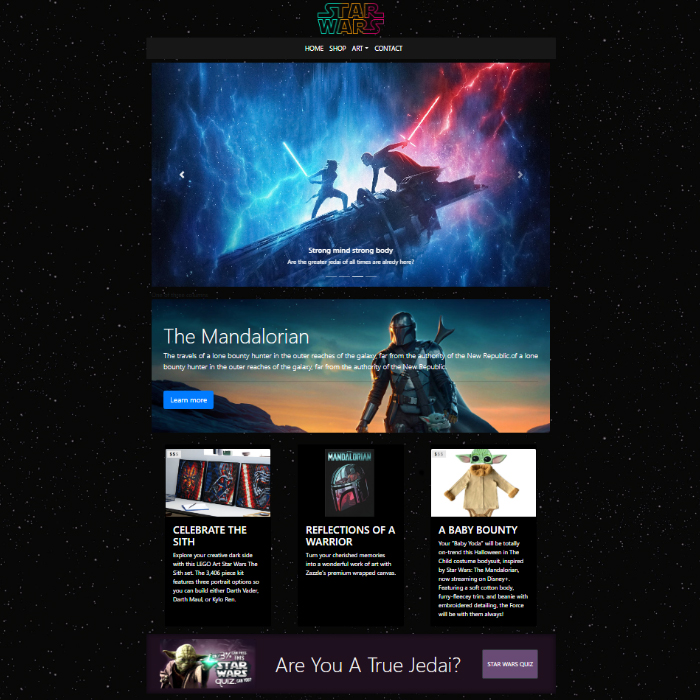 STAR
WARS
HOME SHOP ART CONTACT
Strong mind strong body
Are the greater jedai of all times are alredy here?
The Mandalorian
The travels of a lone bounty hunter in the outer reaches of the galaxy, far from the authority of the New Republic.of a lone
bounty hunter in the outer reaches of the galaxy, far from the authority of the New Republic.
Learn more
MANDALORIAN
CELEBRATE THE
SITH
Explore your creative dark side
with this LEGO Art Star Wars The
Sith set. The 3,406 piece kit
features three portrait options so
you can build either Darth Vader,
Darth Maul, or Kylo Ren.
REFLECTIONS OF A
WARRIOR
Turn your cherished memories
into a wonderful work of art with
Zazzle's premium wrapped canvas.
A BABY BOUNTY
Your "Baby Yoda" will be totally
on-trend this Halloween in The
Child costume bodysuit, inspired
by Star Wars: The Mandalorian,
now streaming on Disney+.
Featuring a soft cotton body,
furry-fleecey trim, and beanie with
embroidered detailing, the Force
will be with them always!
3%
STAR
WARS
QUIZ
Are You A True Jedai?
STAR WARS QUIZ